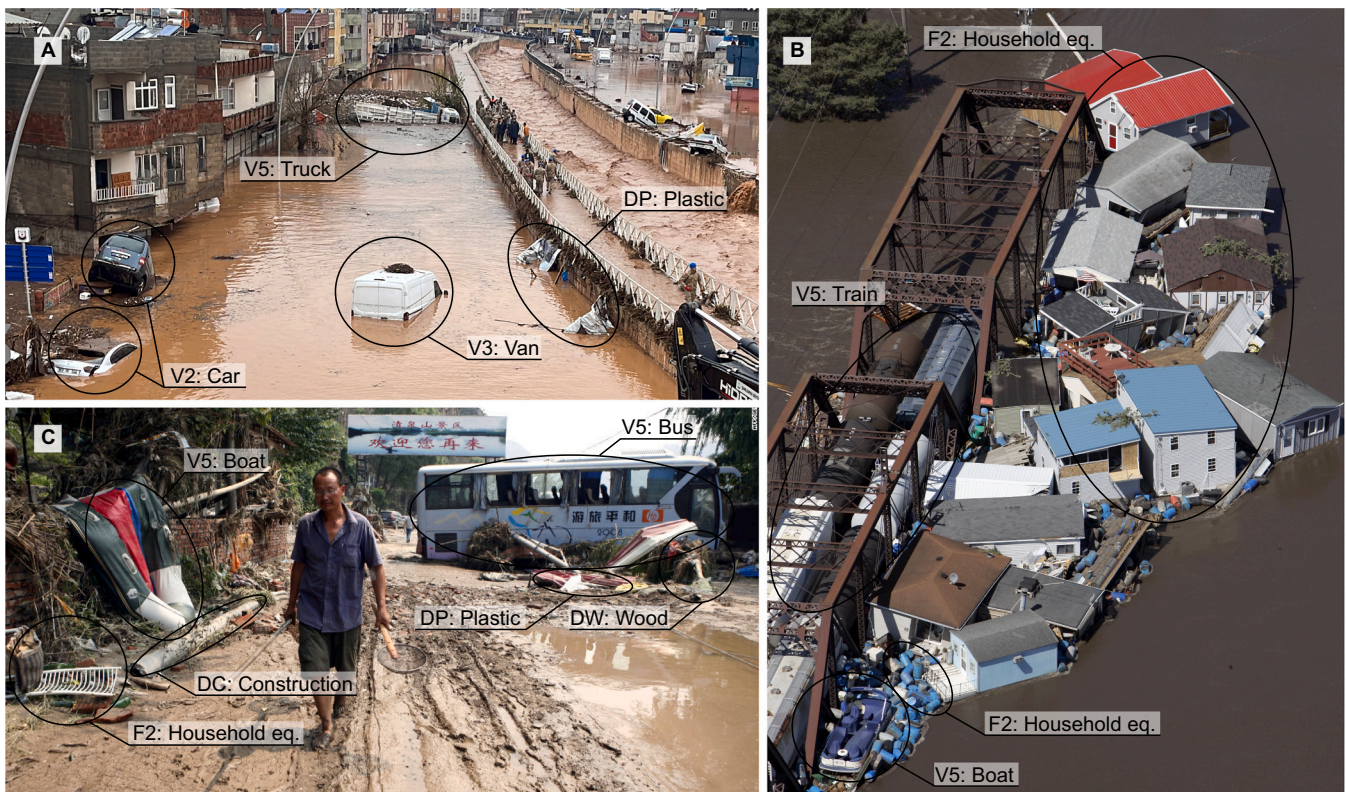 A
V5: Truck
DP: Plastic
V3: Van
V2: Car
B
F2: Household eq.
V5: Train
F2: Household eq.
V5: Boat
C
V5: Boat
清泉山景区
欢迎您再来
V5: Bus
游旅平和
DP: Plastic
DW: Wood
DC: Construction
F2: Household eq.